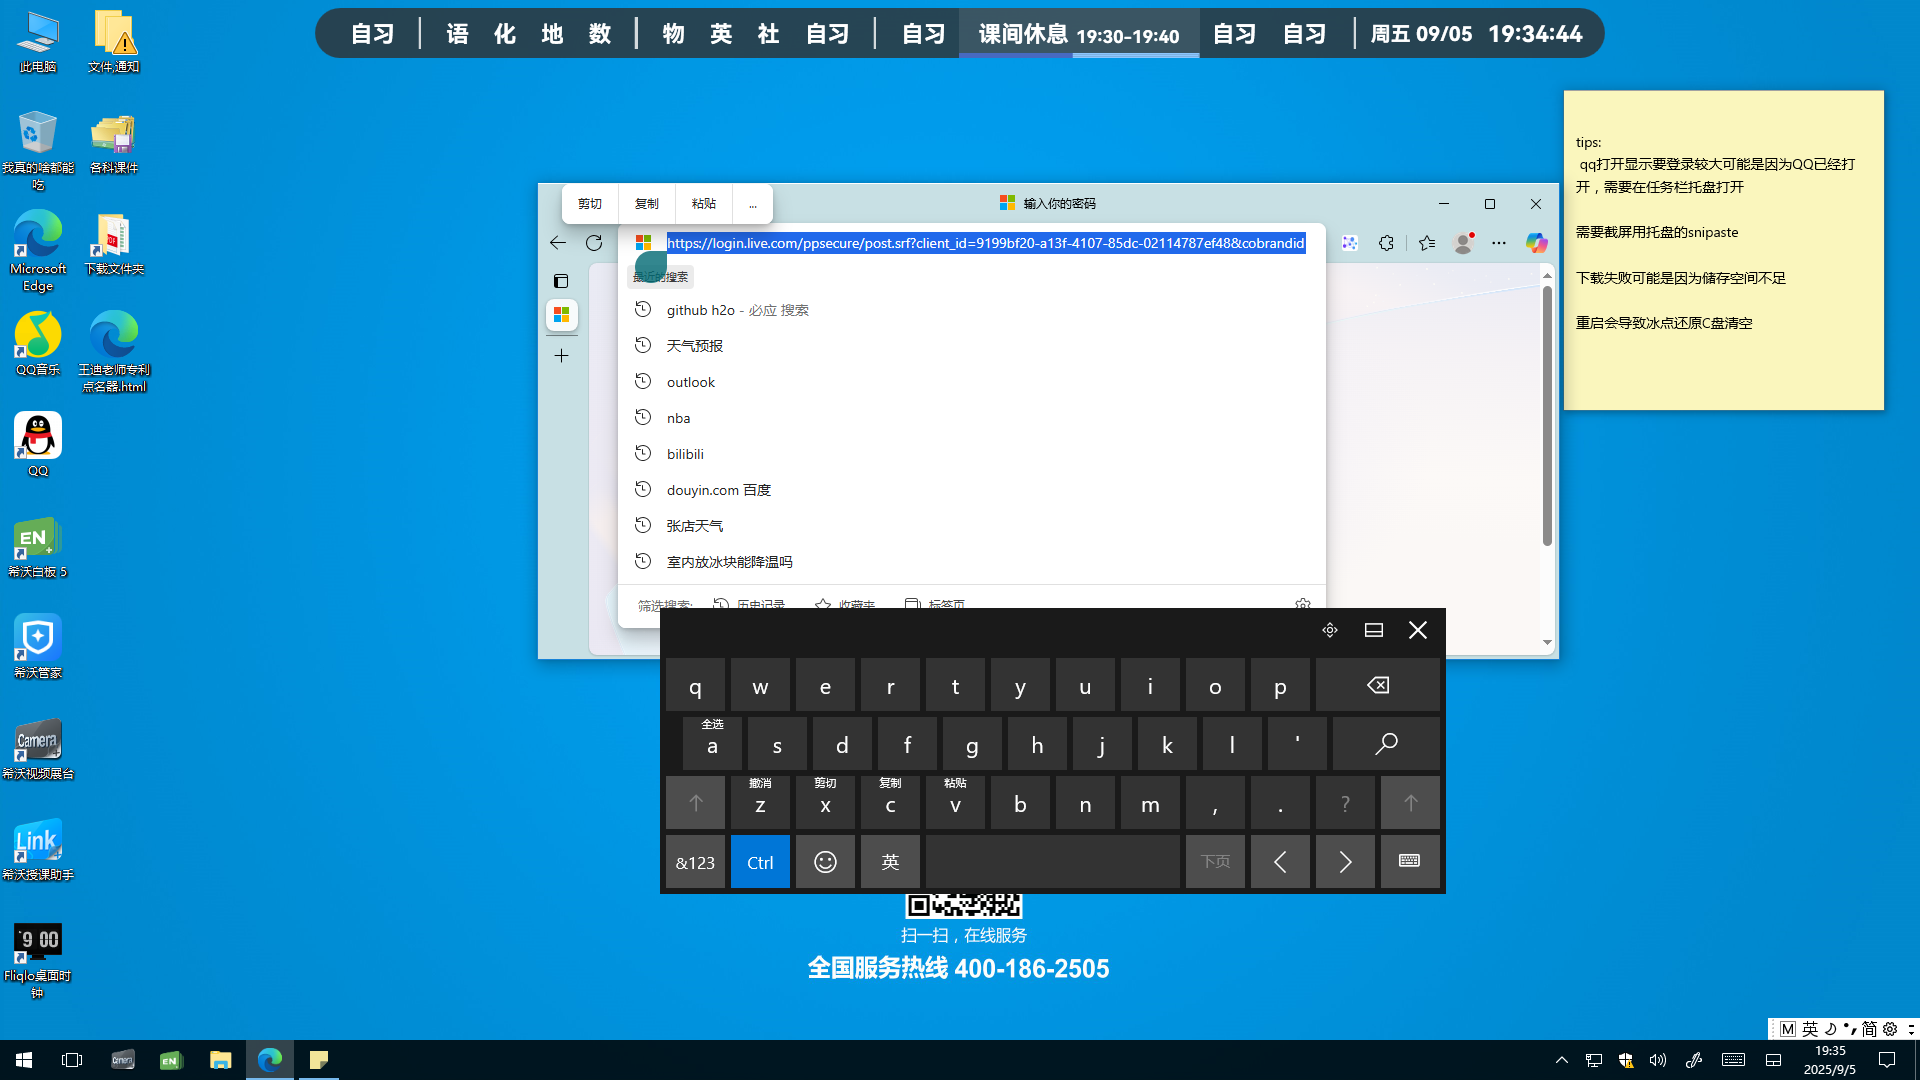 自习 语 化 地 数 物 英 社 自习 自习 课间休息 19:30-19:40 自习 自习 周五 09/05 19:34:44
此电脑
文件,通知
我真的啥都能吃
各科课件
Microsoft Edge
下载文件夹
QQ音乐
王迪老师专利点名器.html
QQ
EN
希沃白板 5
希沃管家
Camera
希沃视频展台
Link
希沃授课助手
9 00
Fliqlo桌面时钟
剪切 复制 粘贴 ...
输入你的密码
https://login.live.com/ppsecure/post.srf?client_id=9199bf20-a13f-4107-85dc-02114787ef48&cobrandid
最近的搜索
github h2o - 必应 搜索
天气预报
outlook
nba
bilibili
douyin.com 百度
张店天气
室内放冰块能降温吗
筛选搜索: 历史记录 收藏夹 标签页
tips:
qq打开显示要登录较大可能是因为QQ已经打
开，需要在任务栏托盘打开
需要截屏用托盘的snipaste
下载失败可能是因为储存空间不足
重启会导致冰点还原C盘清空
q w e r t y u i o p
全选
a s d f g h j k l '
撤消 剪切 复制 粘贴
z x c v b n m , . ?
&123 Ctrl 英 下页
扫一扫，在线服务
全国服务热线 400-186-2505
M 英 简
Camera EN
19:35
2025/9/5